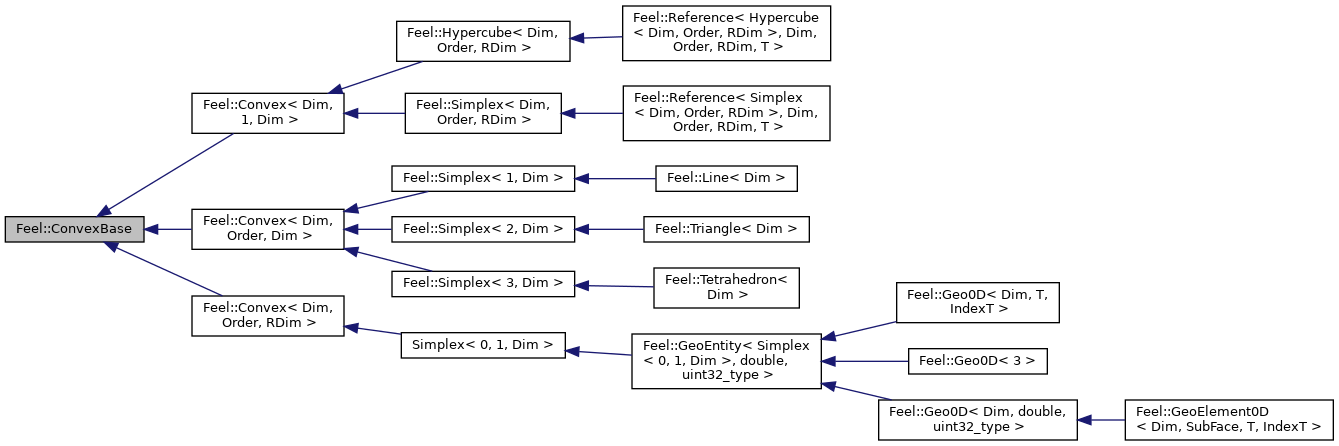 Feel::ConvexBase
Feel::Convex< Dim,
1, Dim >
Feel::Hypercube< Dim,
Order, RDim >
Feel::Reference< Hypercube
< Dim, Order, RDim >, Dim,
Order, RDim, T >
Feel::Simplex< Dim,
Order, RDim >
Feel::Reference< Simplex
< Dim, Order, RDim >, Dim,
Order, RDim, T >
Feel::Convex< Dim,
Order, Dim >
Feel::Simplex< 1, Dim >
Feel::Line< Dim >
Feel::Simplex< 2, Dim >
Feel::Triangle< Dim >
Feel::Simplex< 3, Dim >
Feel::Tetrahedron<
Dim >
Feel::Convex< Dim,
Order, RDim >
Simplex< 0, 1, Dim >
Feel::GeoEntity< Simplex
< 0, 1, Dim >, double,
uint32_type >
Feel::Geo0D< Dim, T,
IndexT >
Feel::Geo0D< 3 >
Feel::Geo0D< Dim, double,
uint32_type >
Feel::GeoElement0D
< Dim, SubFace, T, IndexT >